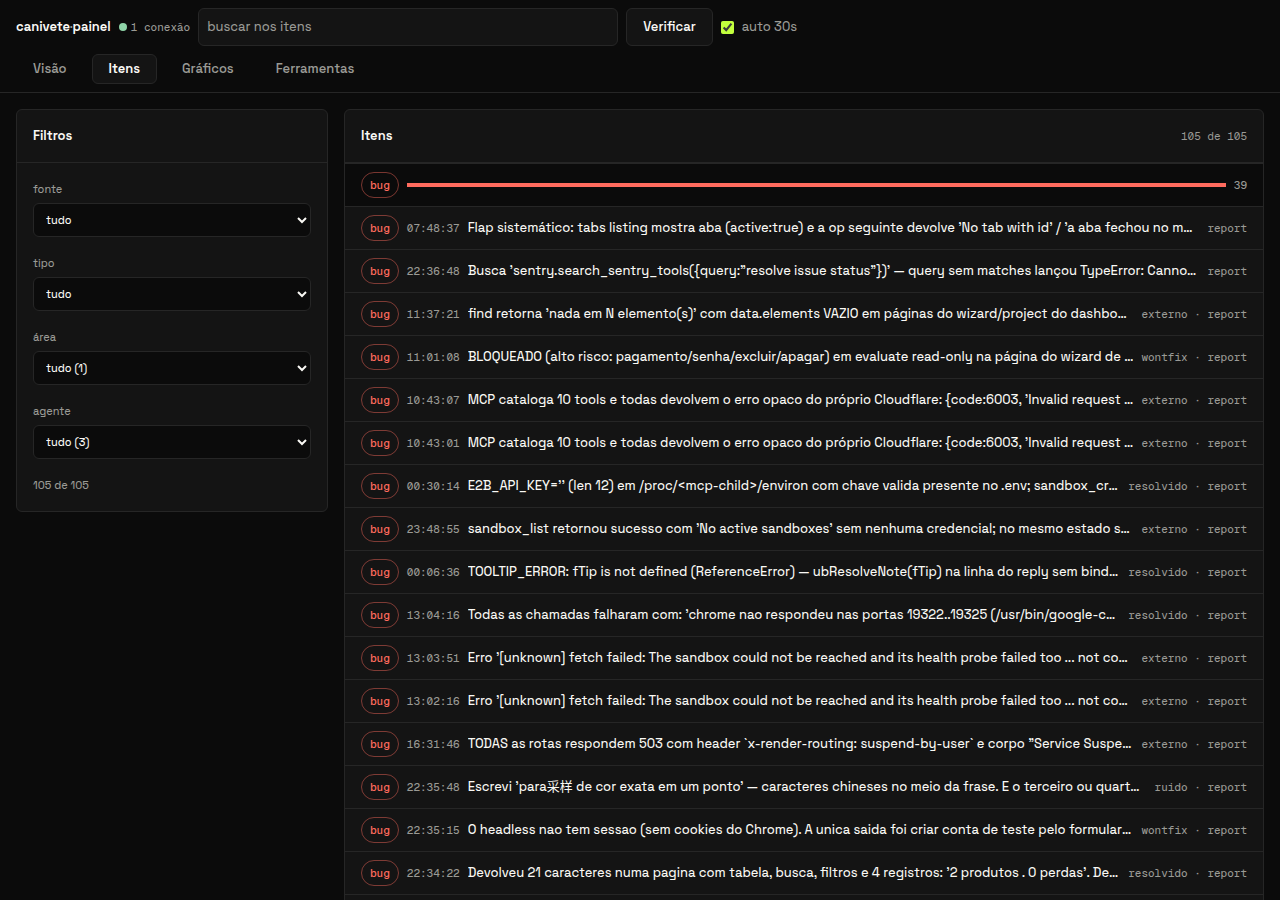 canivete·painel 1 conexão buscar nos itens Verificar auto 30s
Visão Itens Gráficos Ferramentas
Filtros
fonte
tudo
tipo
tudo
área
tudo (1)
agente
tudo (3)
105 de 105
Itens 105 de 105
bug 39
bug 07:48:37 Flap sistemático: tabs listing mostra aba (active:true) e a op seguinte devolve 'No tab with id' / 'a aba fechou no m... report
bug 22:36:48 Busca 'sentry.search_sentry_tools({query:"resolve issue status"})' — query sem matches lançou TypeError: Canno... report
bug 11:37:21 find retorna 'nada em N elemento(s)' com data.elements VAZIO em páginas do wizard/project do dashbo... externo · report
bug 11:01:08 BLOQUEADO (alto risco: pagamento/senha/excluir/apagar) em evaluate read-only na página do wizard de ... wontfix · report
bug 10:43:07 MCP cataloga 10 tools e todas devolvem o erro opaco do próprio Cloudflare: {code:6003, 'Invalid request ... externo · report
bug 10:43:01 MCP cataloga 10 tools e todas devolvem o erro opaco do próprio Cloudflare: {code:6003, 'Invalid request ... externo · report
bug 00:30:14 E2B_API_KEY='' (len 12) em /proc/<mcp-child>/environ com chave valida presente no .env; sandbox_cr... resolvido · report
bug 23:48:55 sandbox_list retornou sucesso com 'No active sandboxes' sem nenhuma credencial; no mesmo estado s... externo · report
bug 00:06:36 TOOLTIP_ERROR: fTip is not defined (ReferenceError) — ubResolveNote(fTip) na linha do reply sem bind... resolvido · report
bug 13:04:16 Todas as chamadas falharam com: 'chrome nao respondeu nas portas 19322..19325 (/usr/bin/google-c... resolvido · report
bug 13:03:51 Erro '[unknown] fetch failed: The sandbox could not be reached and its health probe failed too ... not co... externo · report
bug 13:02:16 Erro '[unknown] fetch failed: The sandbox could not be reached and its health probe failed too ... not co... externo · report
bug 16:31:46 TODAS as rotas respondem 503 com header `x-render-routing: suspend-by-user` e corpo "Service Suspe... externo · report
bug 22:35:48 Escrevi 'para采样 de cor exata em um ponto' — caracteres chineses no meio da frase. E o terceiro ou quart... ruido · report
bug 22:35:15 O headless nao tem sessao (sem cookies do Chrome). A unica saida foi criar conta de teste pelo formular... wontfix · report
bug 22:34:22 Devolveu 21 caracteres numa pagina com tabela, busca, filtros e 4 registros: '2 produtos . 0 perdas'. De... resolvido · report